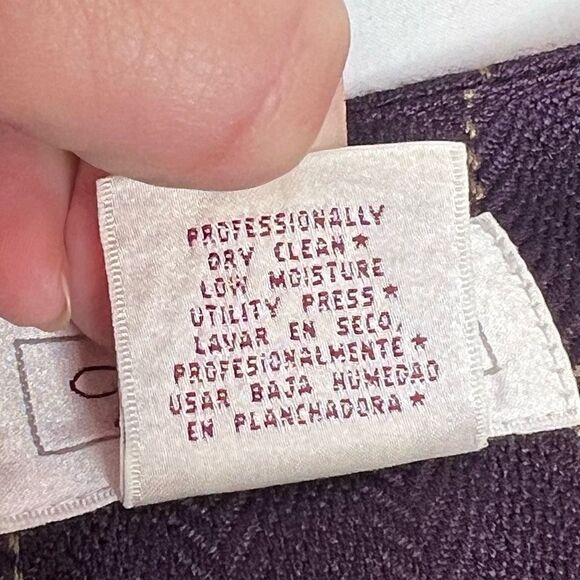 PROFESSIONALLY
DRY CLEAN★
LOW MOISTURE
UTILITY PRESS★
LAVAR EN SECO,
PROFESIONALMENTE★
USAR BAJA HUMEDAD
EN PLANCHADORA★